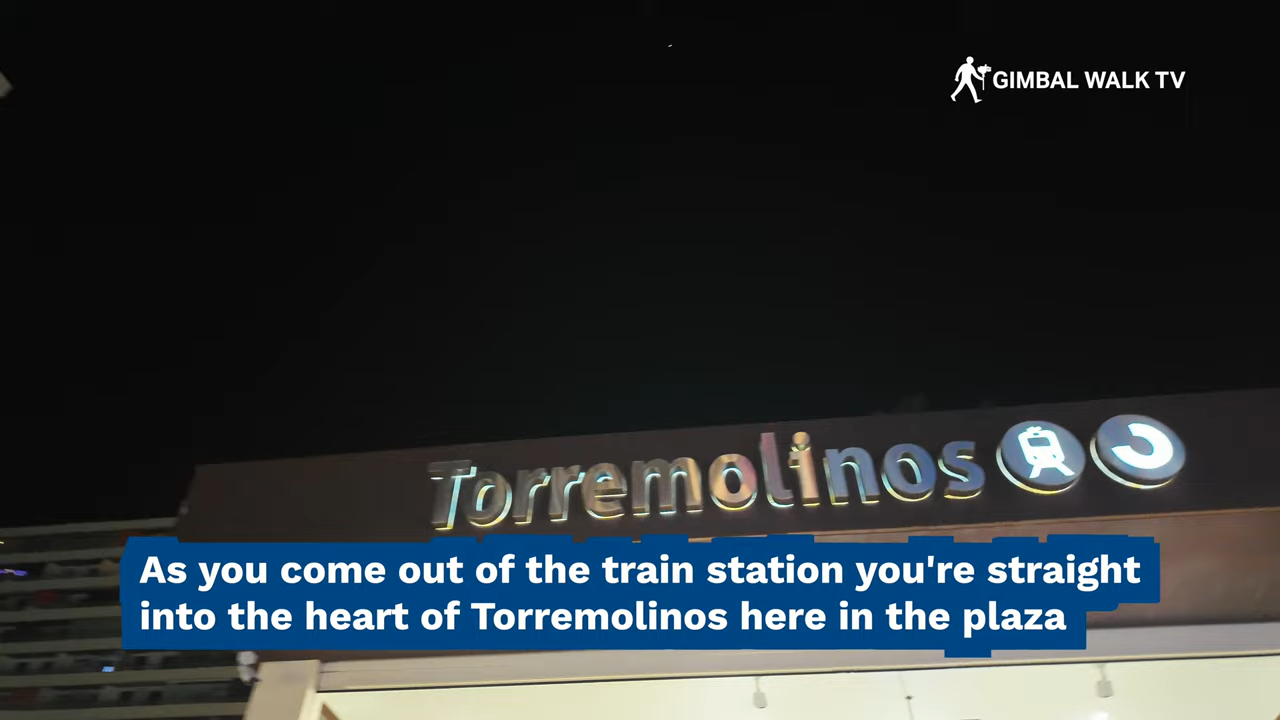 GIMBAL WALK TV
Torremolinos
As you come out of the train station you're straight
into the heart of Torremolinos here in the plaza